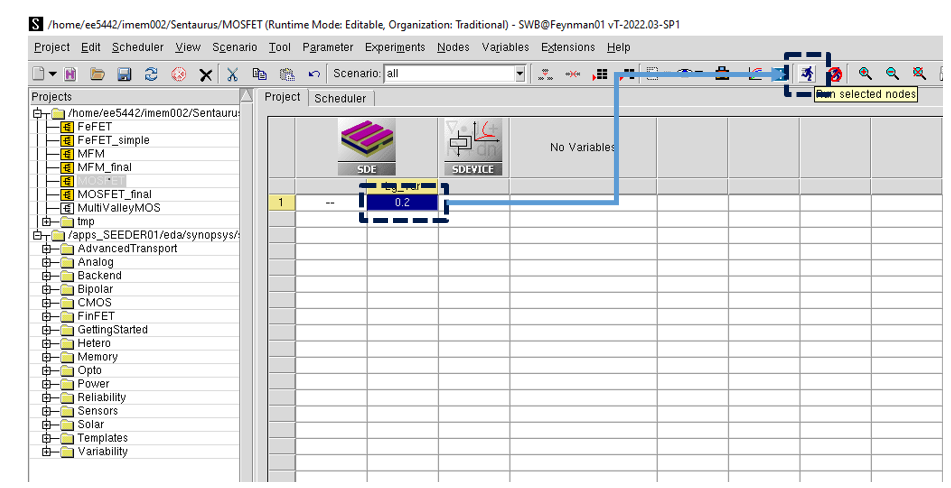 S /home/ee5442/imem002/Sentaurus/MOSFET (Runtime Mode: Editable, Organization: Traditional) - SWB@Feynman01 vT-2022.03-SP1
Project Edit Scheduler View Scenario Tool Parameter Experiments Nodes Variables Extensions Help
Scenario: all
Run selected nodes
Projects
Project Scheduler
/home/ee5442/imem002/Sentauru
FeFET
FeFET_simple
MFM
MFM_final
MOSFET
MOSFET_final
MultiValleyMOS
tmp
/apps_SEEDER01/eda/synopsys/
AdvancedTransport
Analog
Backend
Bipolar
CMOS
FinFET
GettingStarted
Hetero
Memory
Opto
Power
Reliability
Sensors
Solar
Templates
Variability
SDE
SDEVICE
No Variables
1 -- 0.2